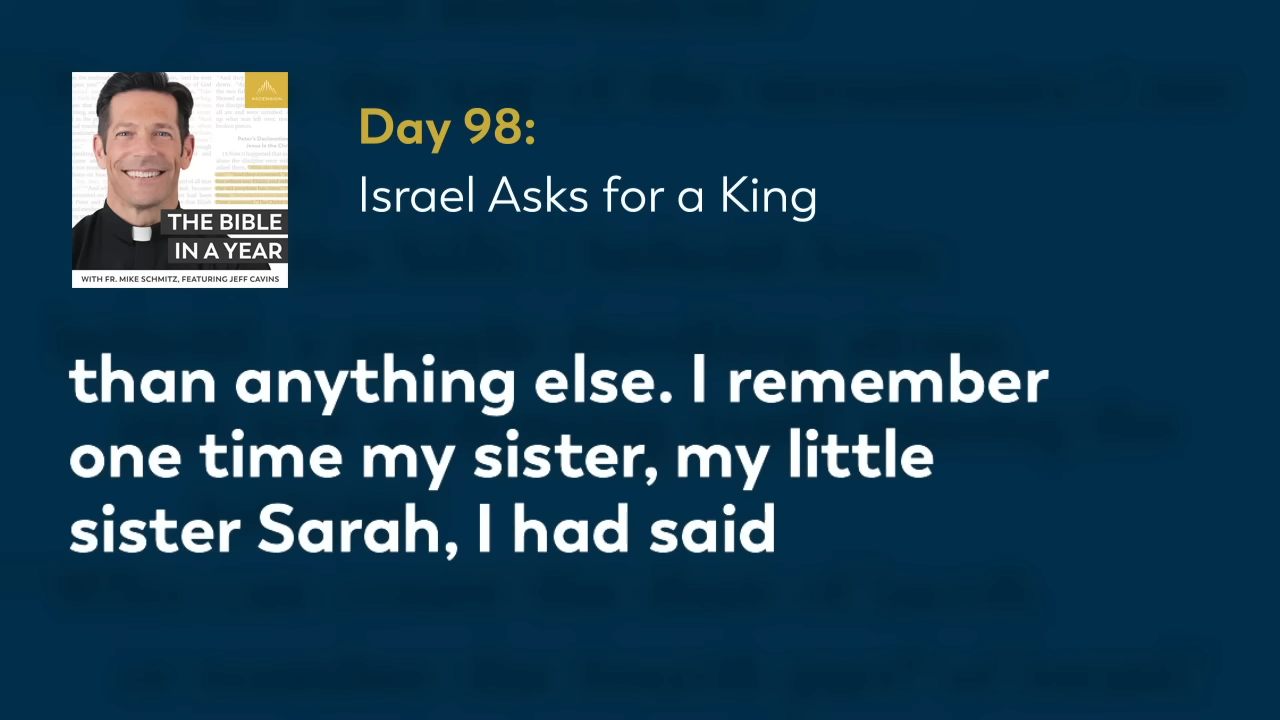 ASCENSION
THE BIBLE
IN A YEAR
WITH FR. MIKE SCHMITZ, FEATURING JEFF CAVINS
Day 98:
Israel Asks for a King
than anything else. I remember
one time my sister, my little
sister Sarah, I had said